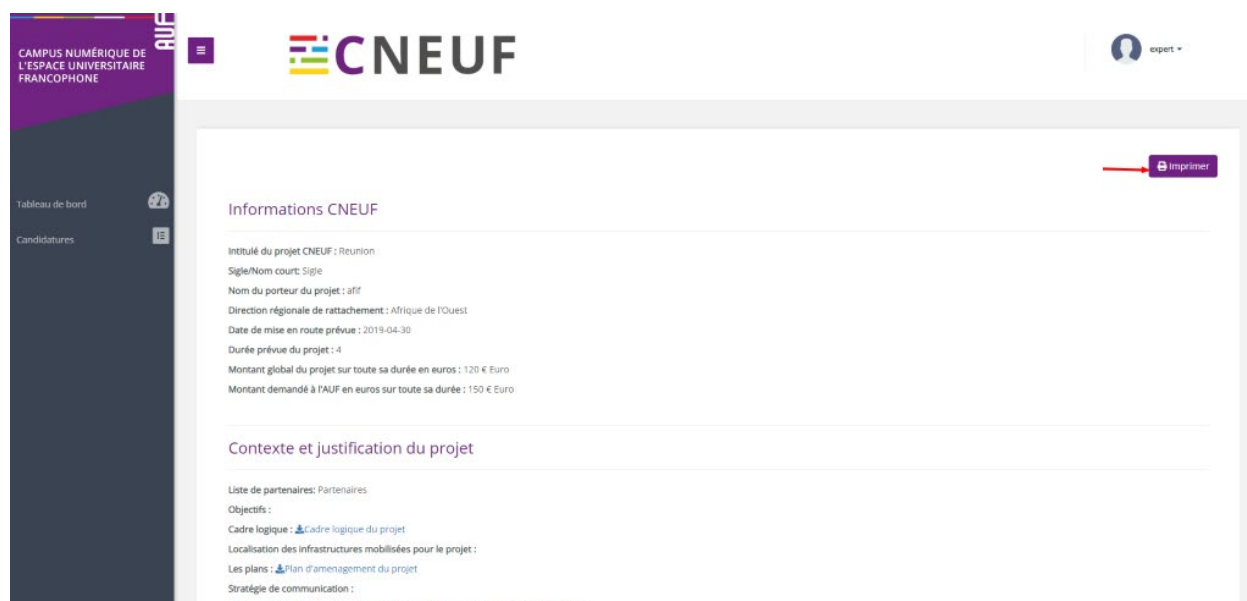 AUF
CAMPUS NUMÉRIQUE DE
L'ESPACE UNIVERSITAIRE
FRANCOPHONE
CNEUF
expert
Imprimer
Tableau de bord
Candidatures
Informations CNEUF
Intitulé du projet CNEUF : Reunion
Sigle/Nom court: Sigle
Nom du porteur du projet : afif
Direction régionale de rattachement : Afrique de l'Ouest
Date de mise en route prévue : 2019-04-30
Durée prévue du projet : 4
Montant global du projet sur toute sa durée en euros : 120 € Euro
Montant demandé à l'AUF en euros sur toute sa durée : 150 € Euro
Contexte et justification du projet
Liste de partenaires: Partenaires
Objectifs :
Cadre logique : Cadre logique du projet
Localisation des infrastructures mobilisées pour le projet :
Les plans : Plan d'amenagement du projet
Stratégie de communication :